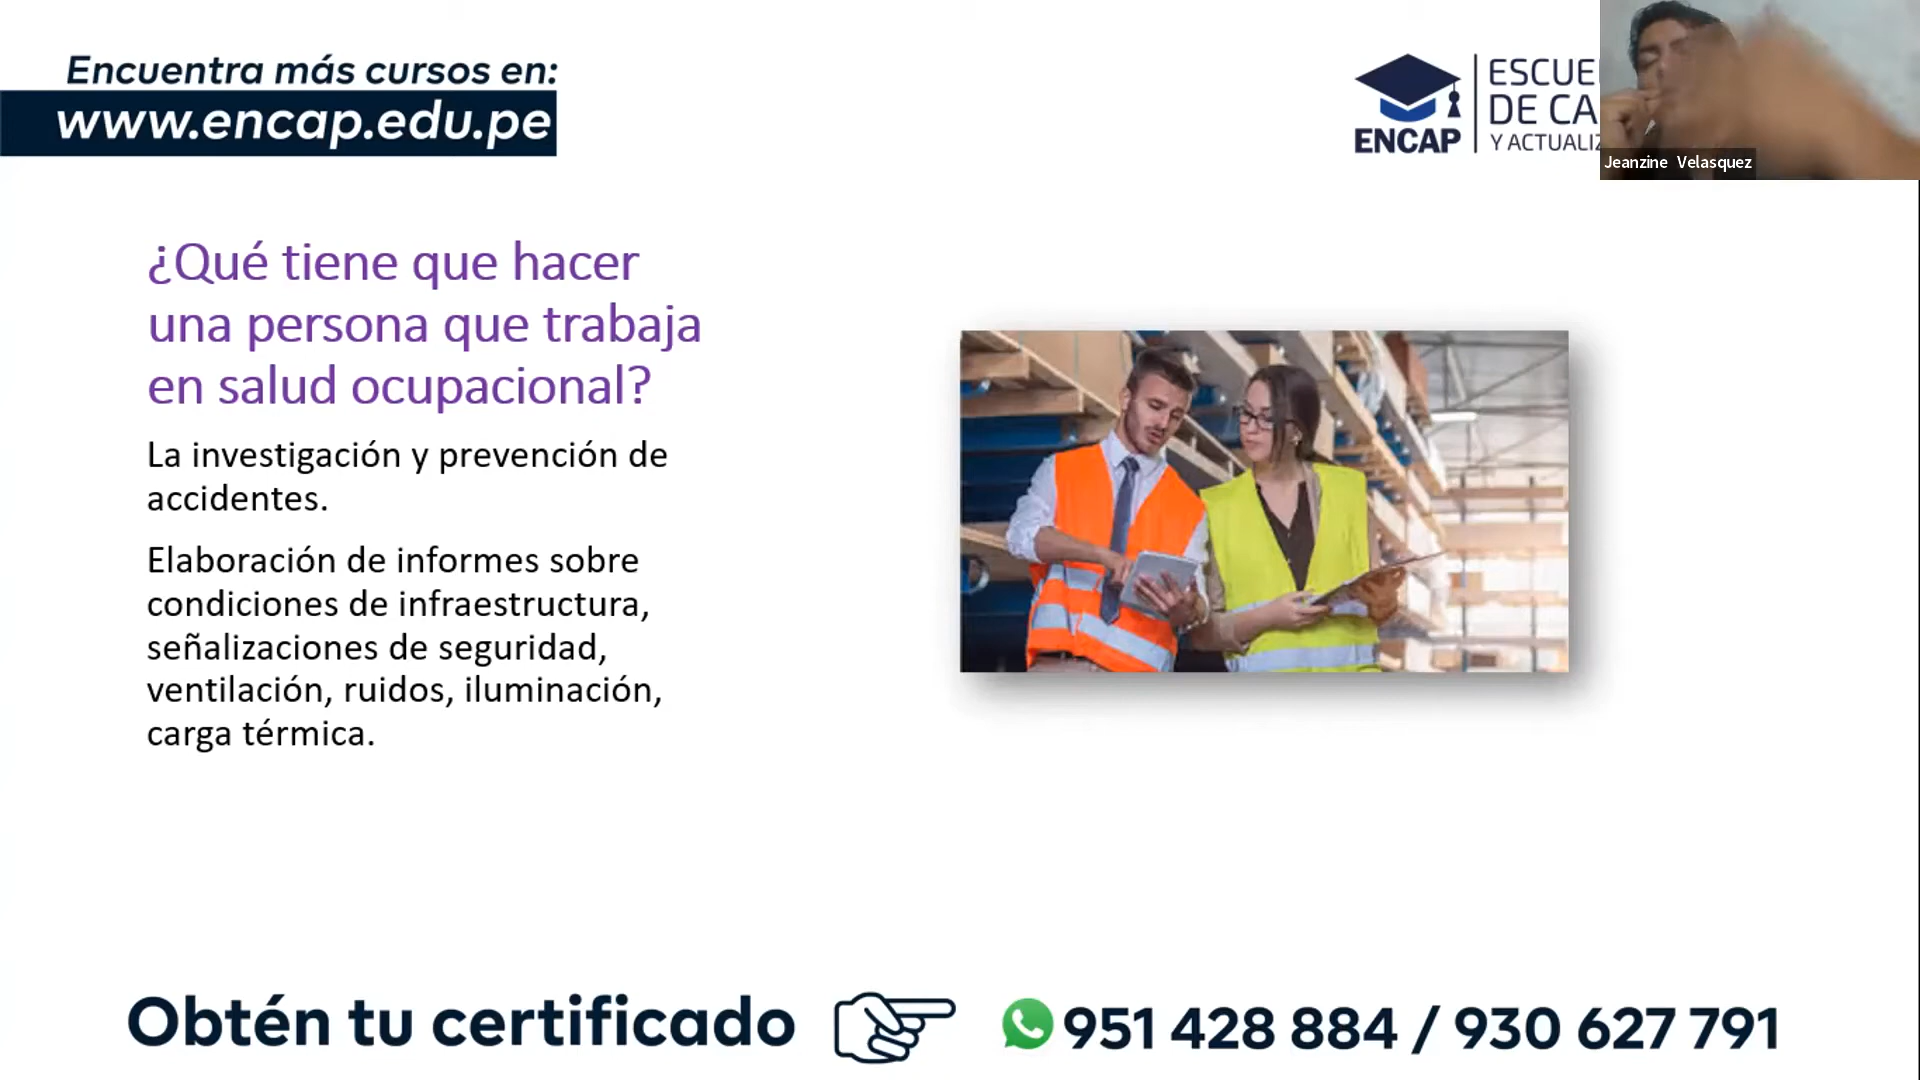 Encuentra más cursos en:
www.encap.edu.pe
ENCAP
ESCUE
DE CA
Y ACTUALIZ
Jeanzine Velasquez
¿Qué tiene que hacer
una persona que trabaja
en salud ocupacional?
La investigación y prevención de
accidentes.
Elaboración de informes sobre
condiciones de infraestructura,
señalizaciones de seguridad,
ventilación, ruidos, iluminación,
carga térmica.
Obtén tu certificado
951 428 884 / 930 627 791